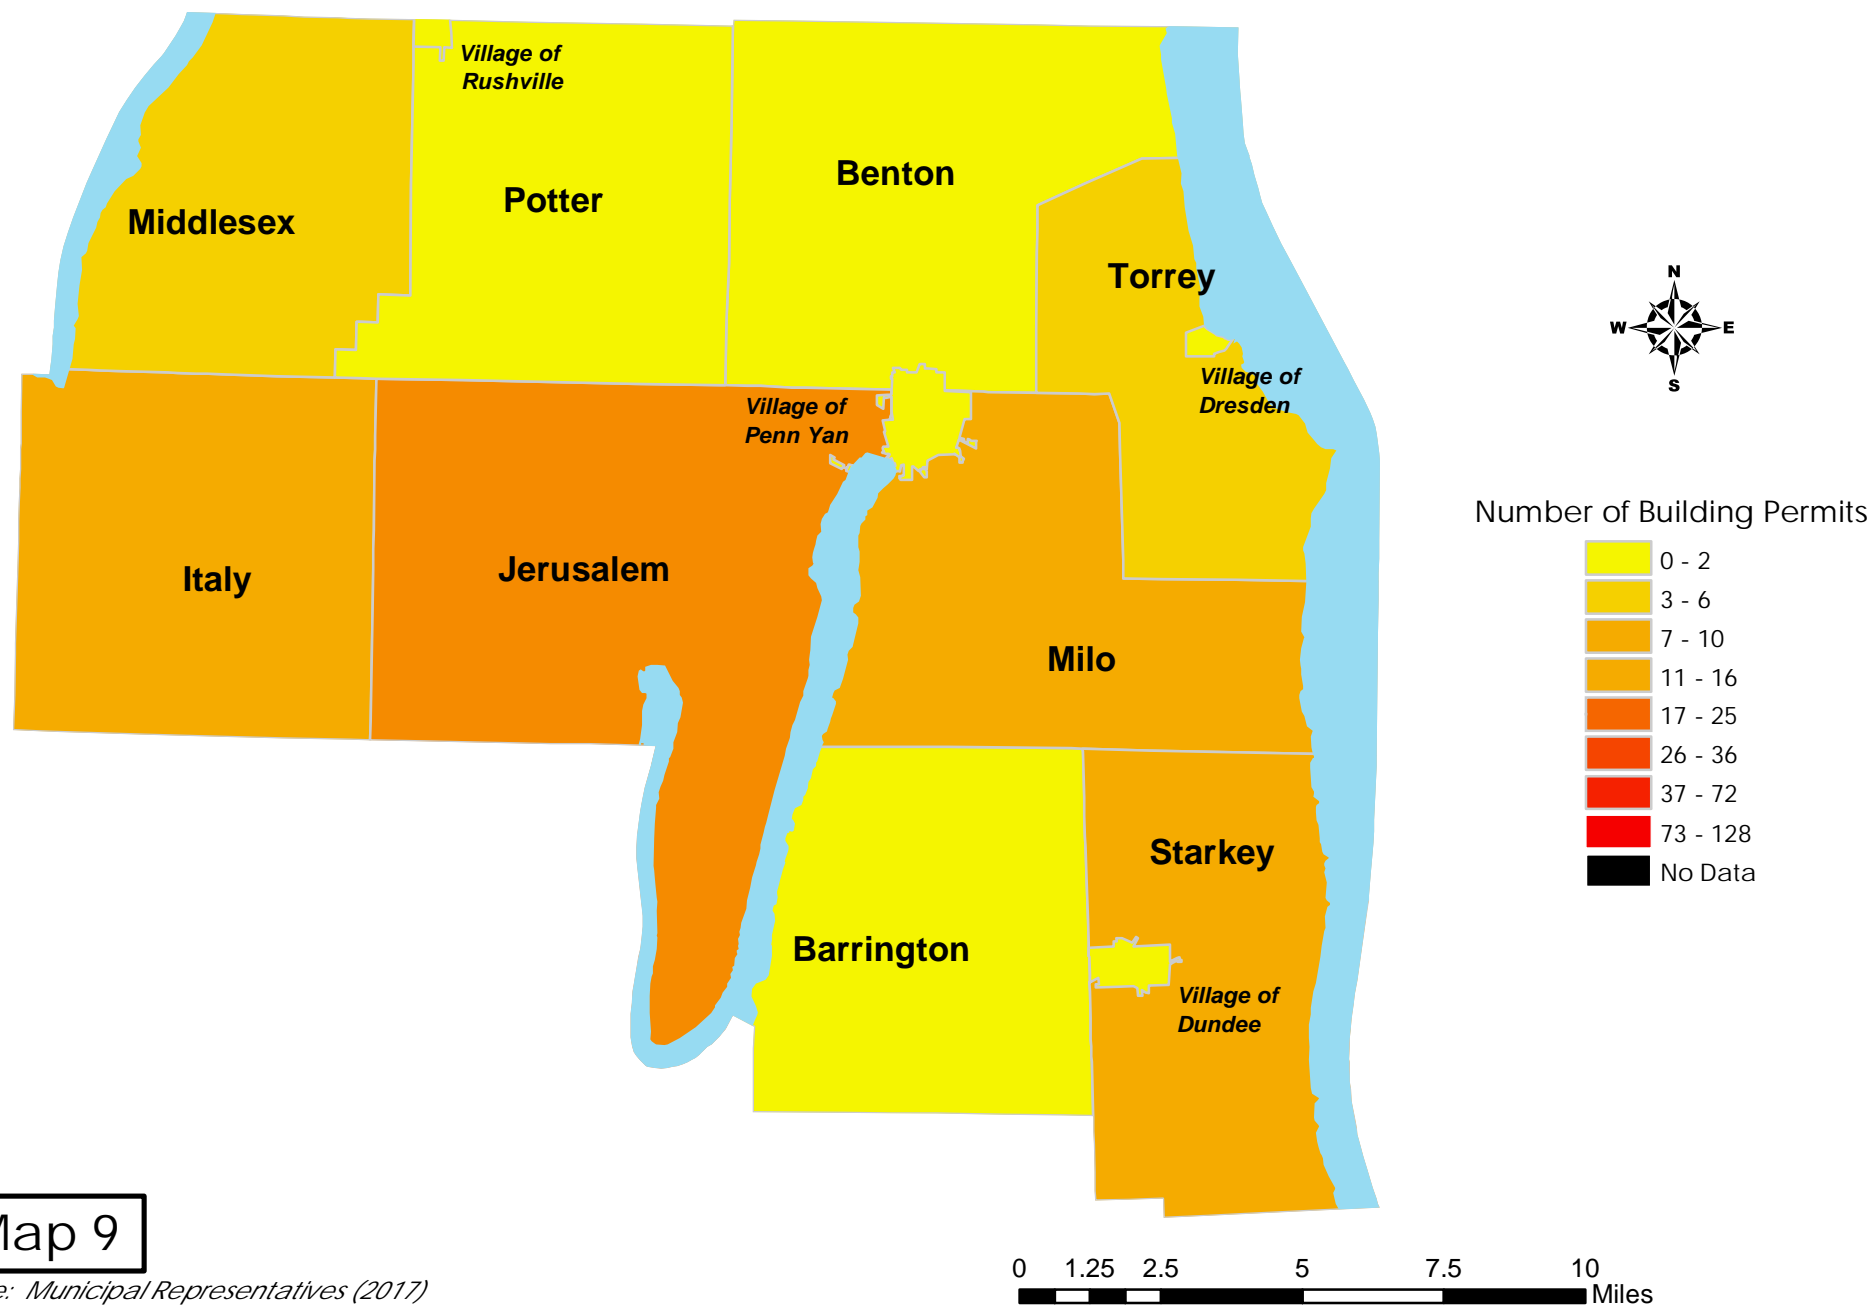 Village of
Rushville
Benton
Potter
Middlesex
Torrey
N
W
E
S
Village of
Dresden
Village of
Penn Yan
Number of Building Permits
0 - 2
3 - 6
7 - 10
11 - 16
17 - 25
26 - 36
37 - 72
73 - 128
No Data
Italy
Jerusalem
Milo
Starkey
Barrington
Village of
Dundee
Map 9
e: Municipal Representatives (2017)
0 1.25 2.5 5 7.5 10
Miles